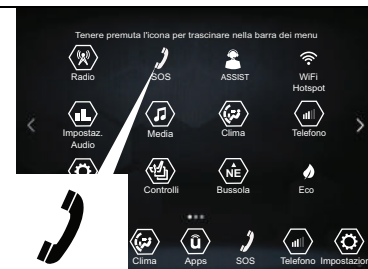 Tenere premuta l'icona per trascinare nella barra dei menu
Radio
SOS
ASSIST
WiFi
Hotspot
Impostaz.
Audio
Media
Clima
Telefono
Controlli
NE
Bussola
Eco
Clima
û
Apps
SOS
Telefono
Impostazion